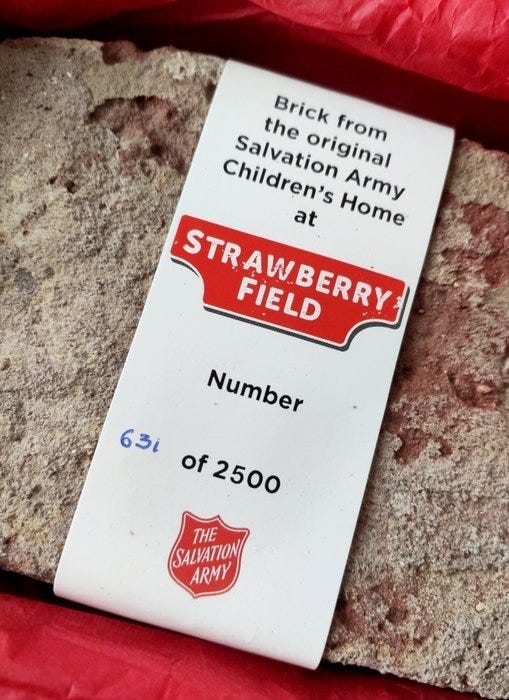 Brick from
the original
Salvation Army
Children's Home
at
STRAWBERRY
FIELD
Number
631
of 2500
THE
SALVATION
ARMY